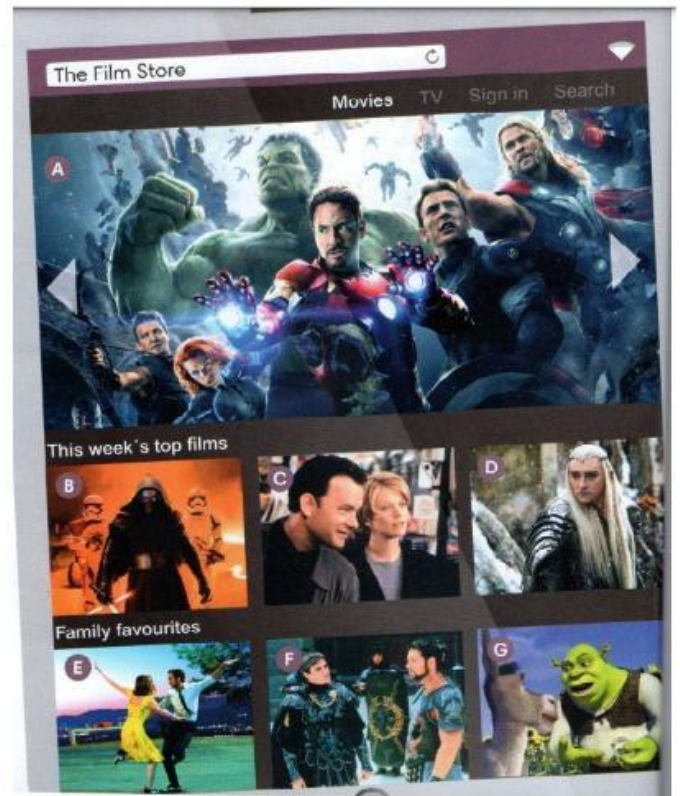 The Film Store
Movies TV Sign in Search
A
This week's top films
B
C
D
Family favourites
E
F
G